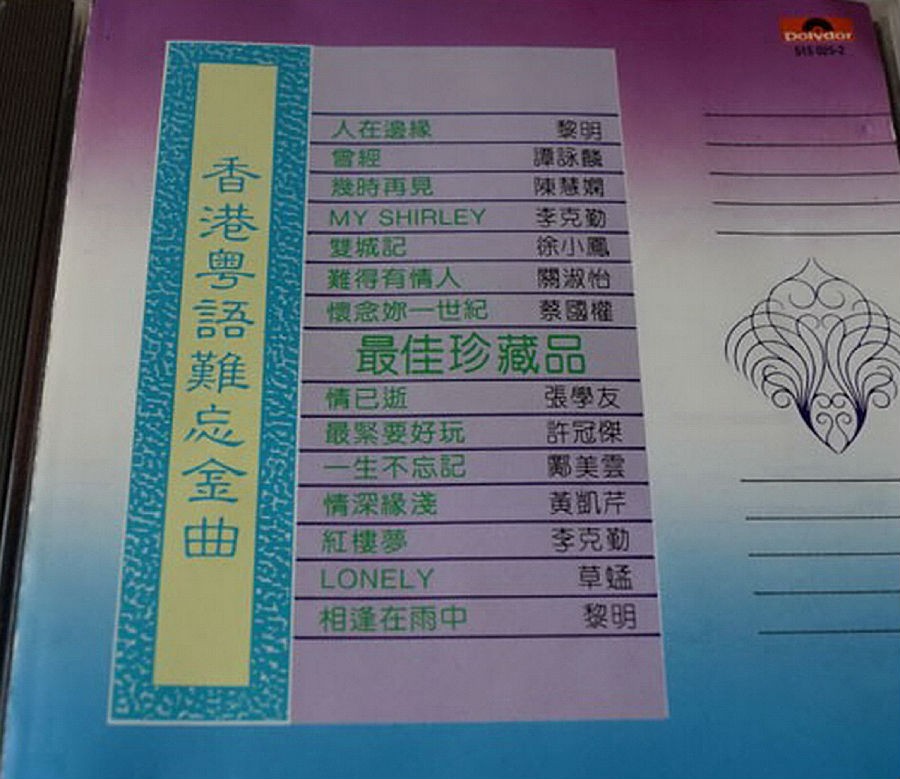 Polydor
515 025-2
香港粤語難忘金曲
人在邊緣 黎明
曾經 譚詠麟
幾時再見 陳慧嫻
MY SHIRLEY 李克勤
雙城記 徐小鳳
難得有情人 關淑怡
懷念妳一世紀 蔡國權
最佳珍藏品
情已逝 張學友
最緊要好玩 許冠傑
一生不忘記 鄺美雲
情深緣淺 黃凱芹
紅樓夢 李克勤
LONELY 草蜢
相逢在雨中 黎明